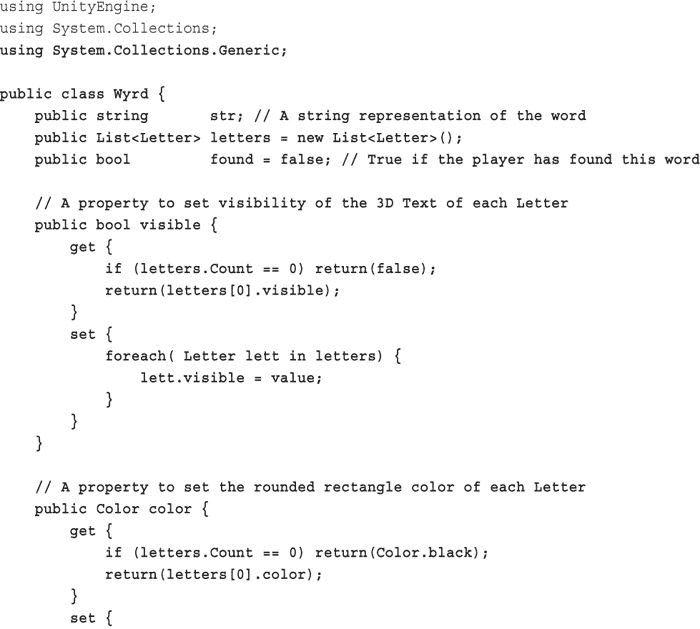 using UnityEngine;
using System.Collections;
using System.Collections.Generic;

public class Wyrd {
    public string       str; // A string representation of the word
    public List<Letter> letters = new List<Letter>();
    public bool         found = false; // True if the player has found this word

    // A property to set visibility of the 3D Text of each Letter
    public bool visible {
        get {
            if (letters.Count == 0) return(false);
            return(letters[0].visible);
        }
        set {
            foreach( Letter lett in letters) {
                lett.visible = value;
            }
        }
    }

    // A property to set the rounded rectangle color of each Letter
    public Color color {
        get {
            if (letters.Count == 0) return(Color.black);
            return(letters[0].color);
        }
        set {